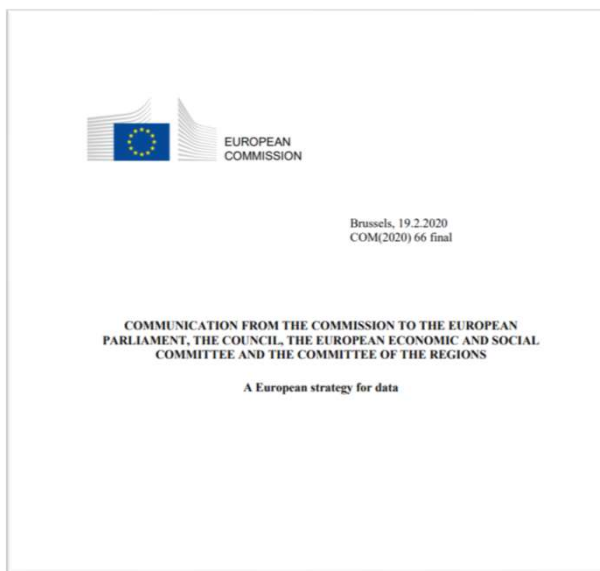 EUROPEAN
COMMISSION
Brussels, 19.2.2020
COM(2020) 66 final
COMMUNICATION FROM THE COMMISSION TO THE EUROPEAN
PARLIAMENT, THE COUNCIL, THE EUROPEAN ECONOMIC AND SOCIAL
COMMITTEE AND THE COMMITTEE OF THE REGIONS
A European strategy for data